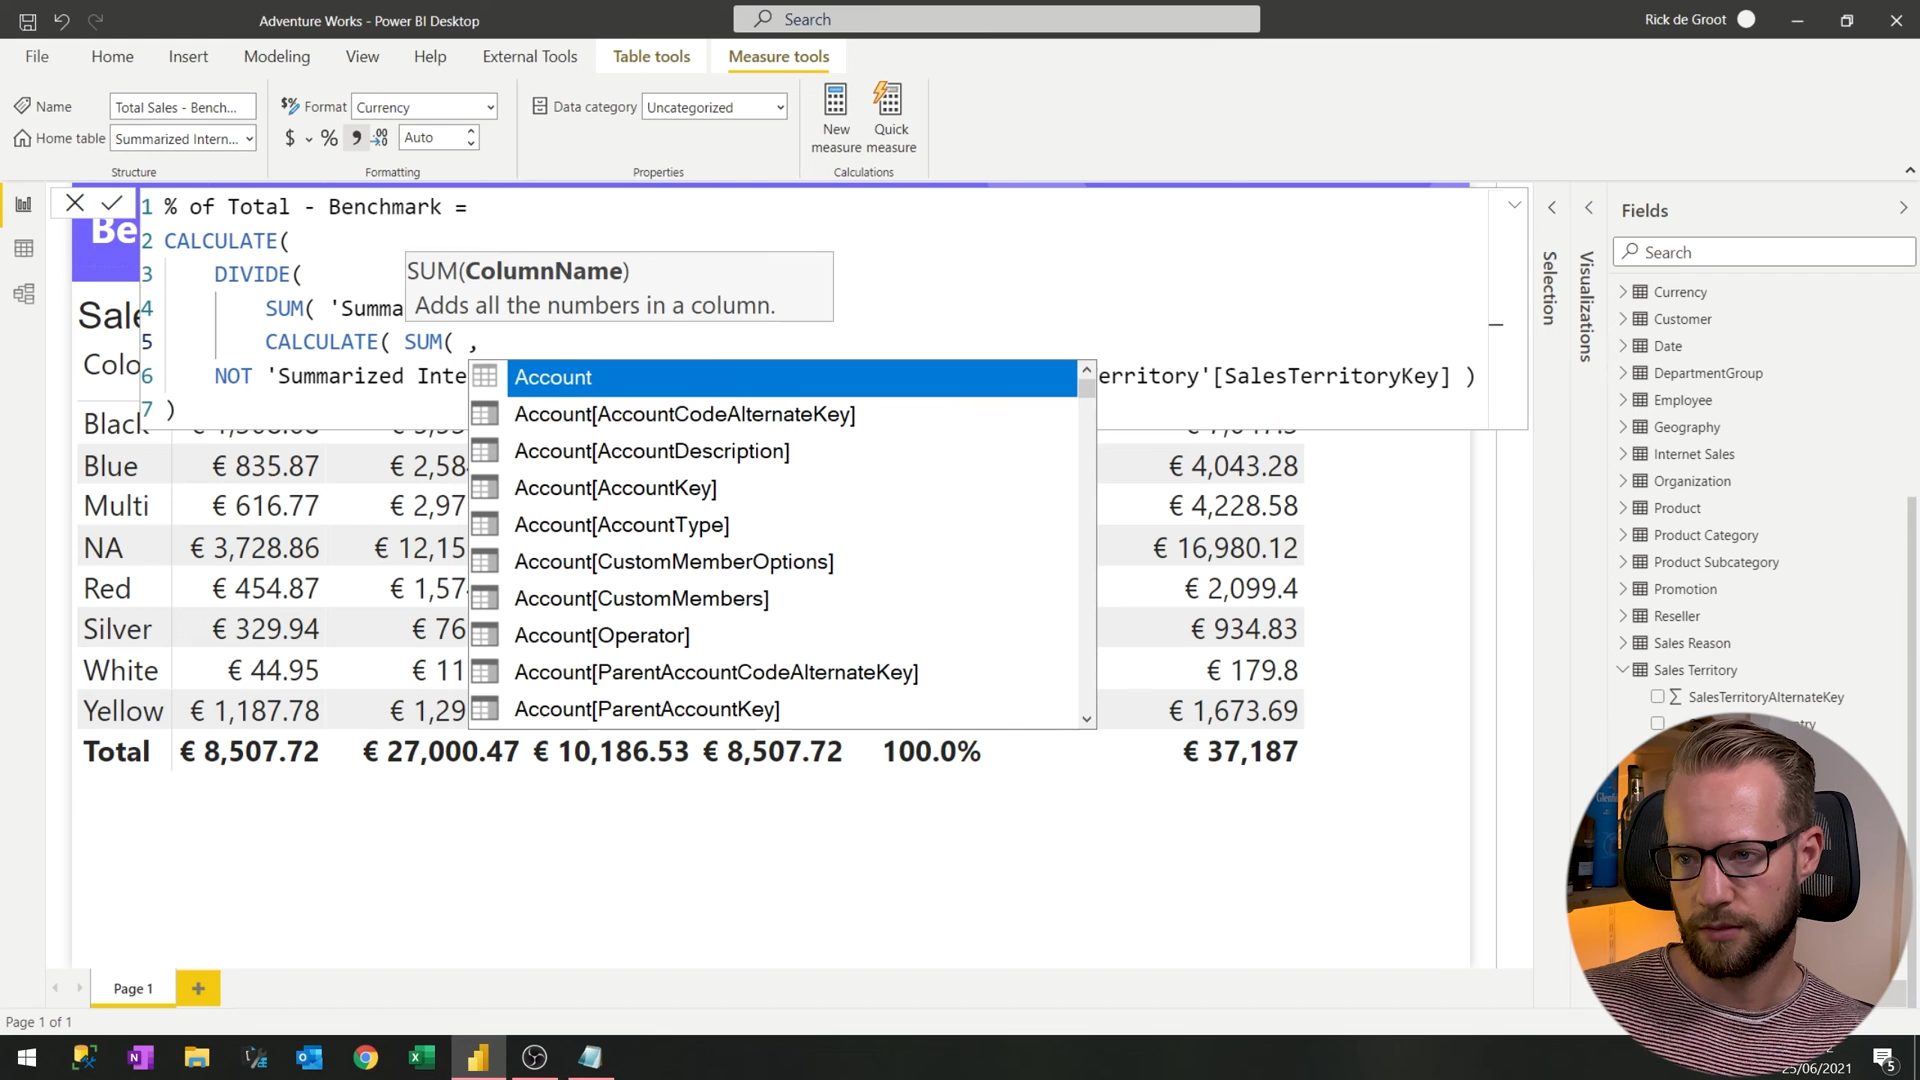 Adventure Works - Power BI Desktop
Search
Rick de Groot
File
Home
Insert
Modeling
View
Help
External Tools
Table tools
Measure tools
Name
Total Sales - Bench...
Home table
Summarized Intern...
Structure
$% Format
Currency
$ % , .00
Auto
Formatting
Data category
Uncategorized
Properties
New measure
Quick measure
Calculations
Be
1 % of Total - Benchmark =
2 CALCULATE(
3 DIVIDE(
4 SUM( 'Summa
5 CALCULATE( SUM( ,
6 NOT 'Summarized Inte
erritory'[SalesTerritoryKey] )
7 )
SUM(ColumnName)
Adds all the numbers in a column.
Account
Account[AccountCodeAlternateKey]
Account[AccountDescription]
Account[AccountKey]
Account[AccountType]
Account[CustomMemberOptions]
Account[CustomMembers]
Account[Operator]
Account[ParentAccountCodeAlternateKey]
Account[ParentAccountKey]
Sale
Colo
Black
Blue € 835.87 € 2,58 € 4,043.28
Multi € 616.77 € 2,97 € 4,228.58
NA € 3,728.86 € 12,15 € 16,980.12
Red € 454.87 € 1,57 € 2,099.4
Silver € 329.94 € 76 € 934.83
White € 44.95 € 11 € 179.8
Yellow € 1,187.78 € 1,29 € 1,673.69
Total € 8,507.72 € 27,000.47 € 10,186.53 € 8,507.72 100.0% € 37,187
Selection
Visualizations
Fields
Search
Currency
Customer
Date
DepartmentGroup
Employee
Geography
Internet Sales
Organization
Product
Product Category
Product Subcategory
Promotion
Reseller
Sales Reason
Sales Territory
SalesTerritoryAlternateKey
Page 1
Page 1 of 1
25/06/2021
5